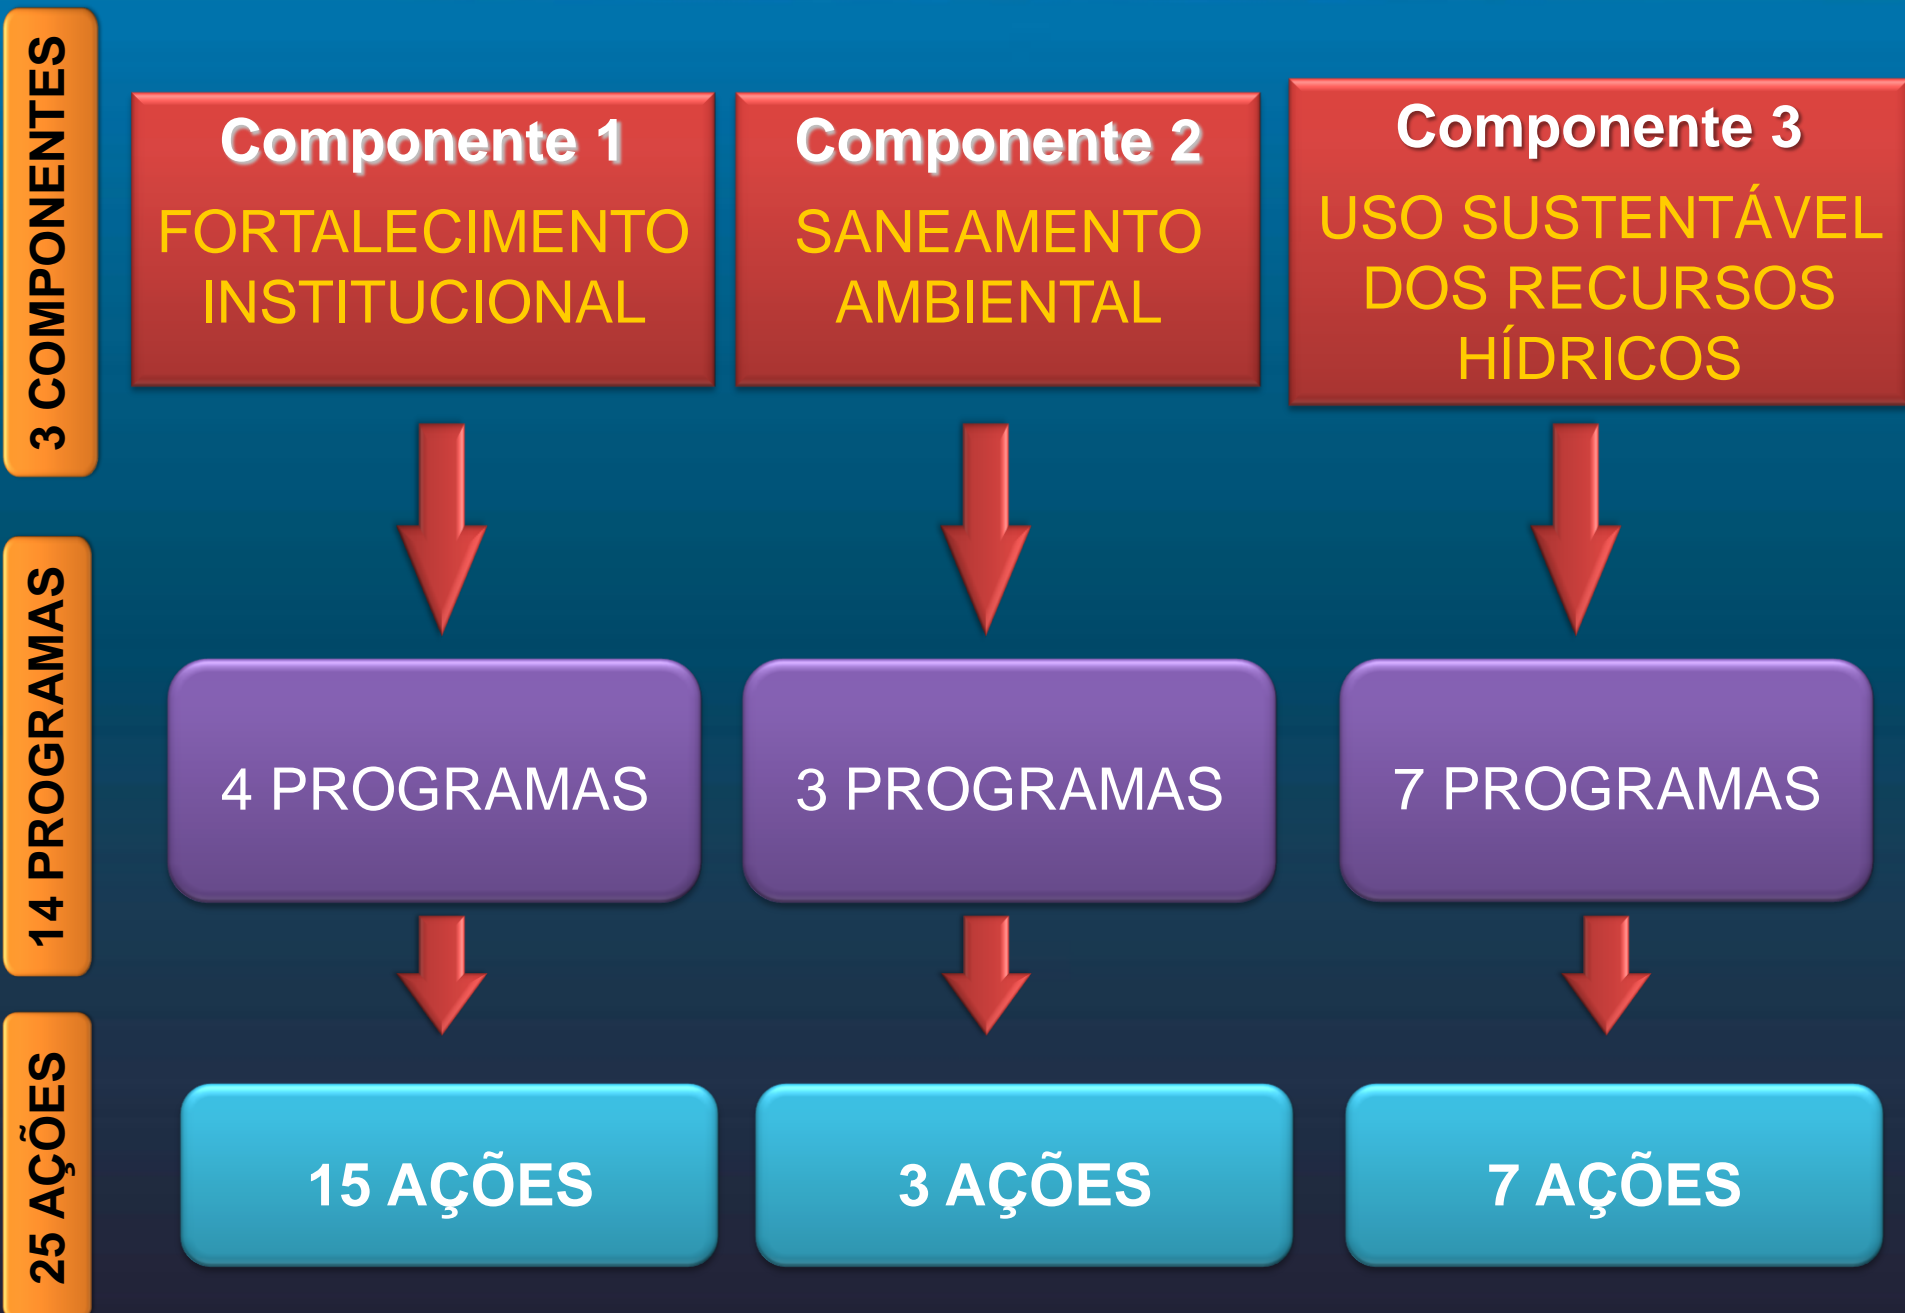 3 COMPONENTES
Componente 1
FORTALECIMENTO
INSTITUCIONAL
Componente 2
SANEAMENTO
AMBIENTAL
Componente 3
USO SUSTENTÁVEL
DOS RECURSOS
HÍDRICOS
14 PROGRAMAS
4 PROGRAMAS
3 PROGRAMAS
7 PROGRAMAS
25 AÇÕES
15 AÇÕES
3 AÇÕES
7 AÇÕES